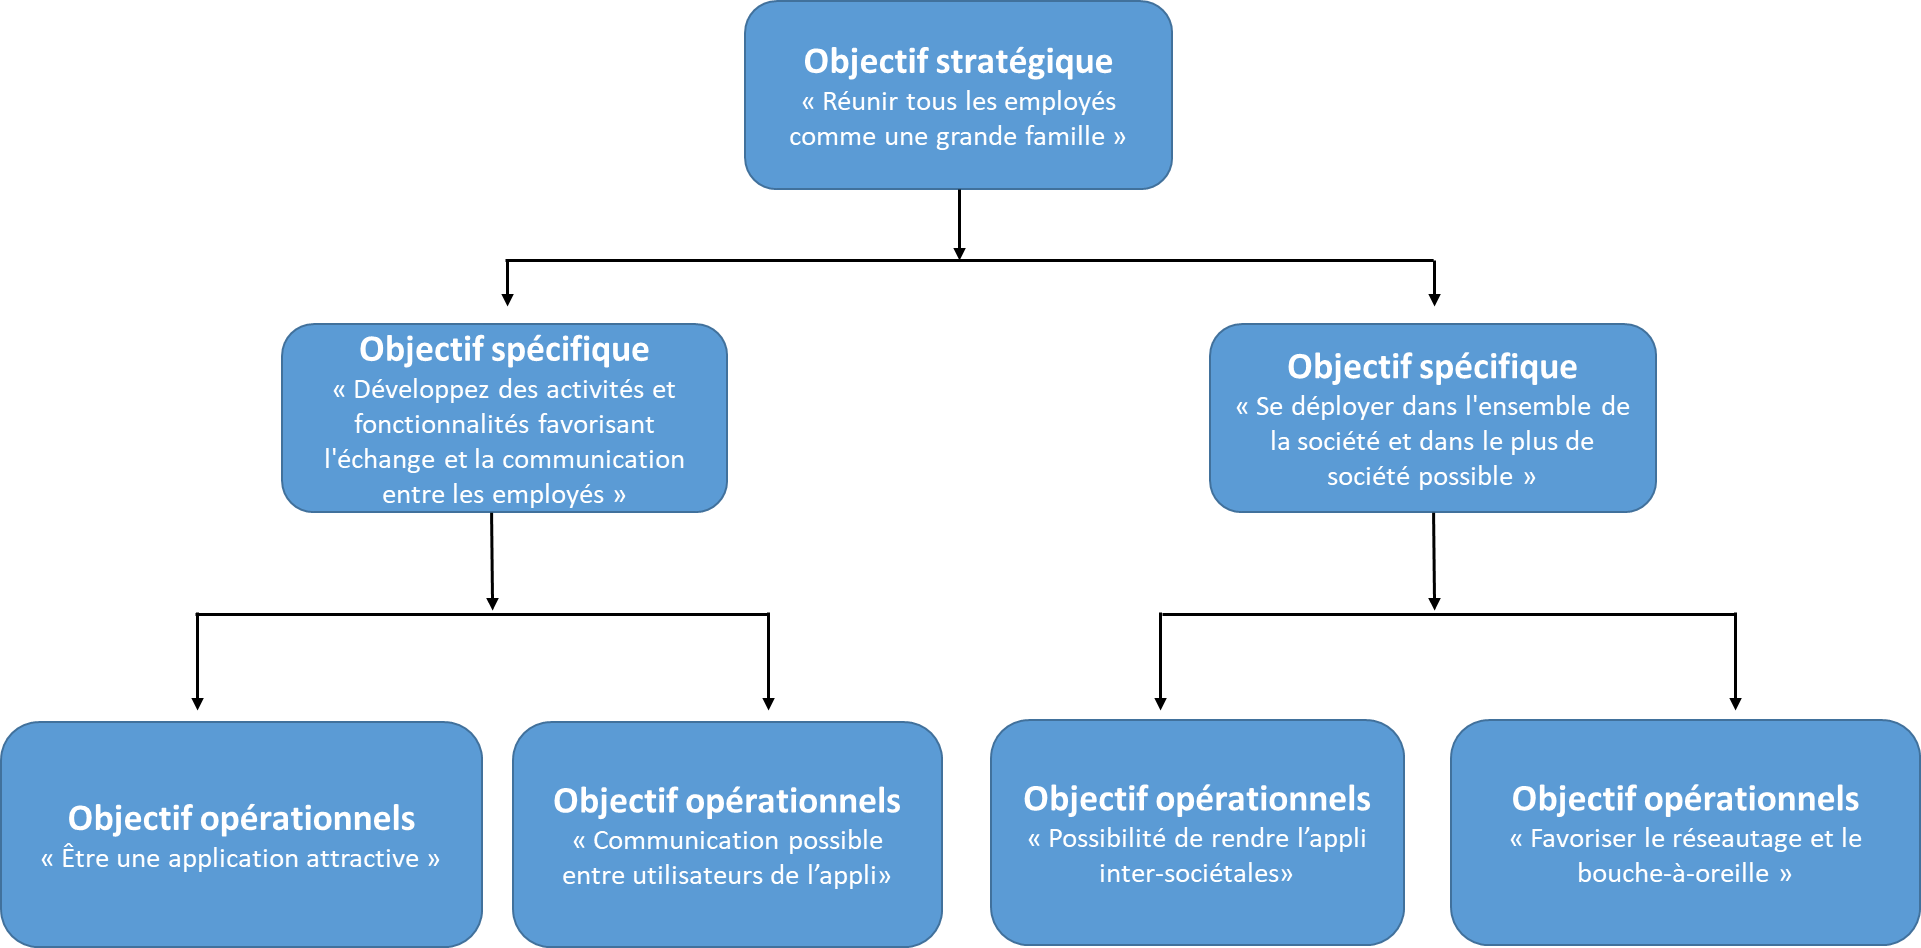 Objectif stratégique
« Réunir tous les employés
comme une grande famille »
Objectif spécifique
« Développez des activités et
fonctionnalités favorisant
l'échange et la communication
entre les employés »
Objectif spécifique
« Se déployer dans l'ensemble de
la société et dans le plus de
société possible »
Objectif opérationnels
« Être une application attractive »
Objectif opérationnels
« Communication possible
entre utilisateurs de l’appli»
Objectif opérationnels
« Possibilité de rendre l’appli
inter-sociétales»
Objectif opérationnels
« Favoriser le réseautage et le
bouche-à-oreille »